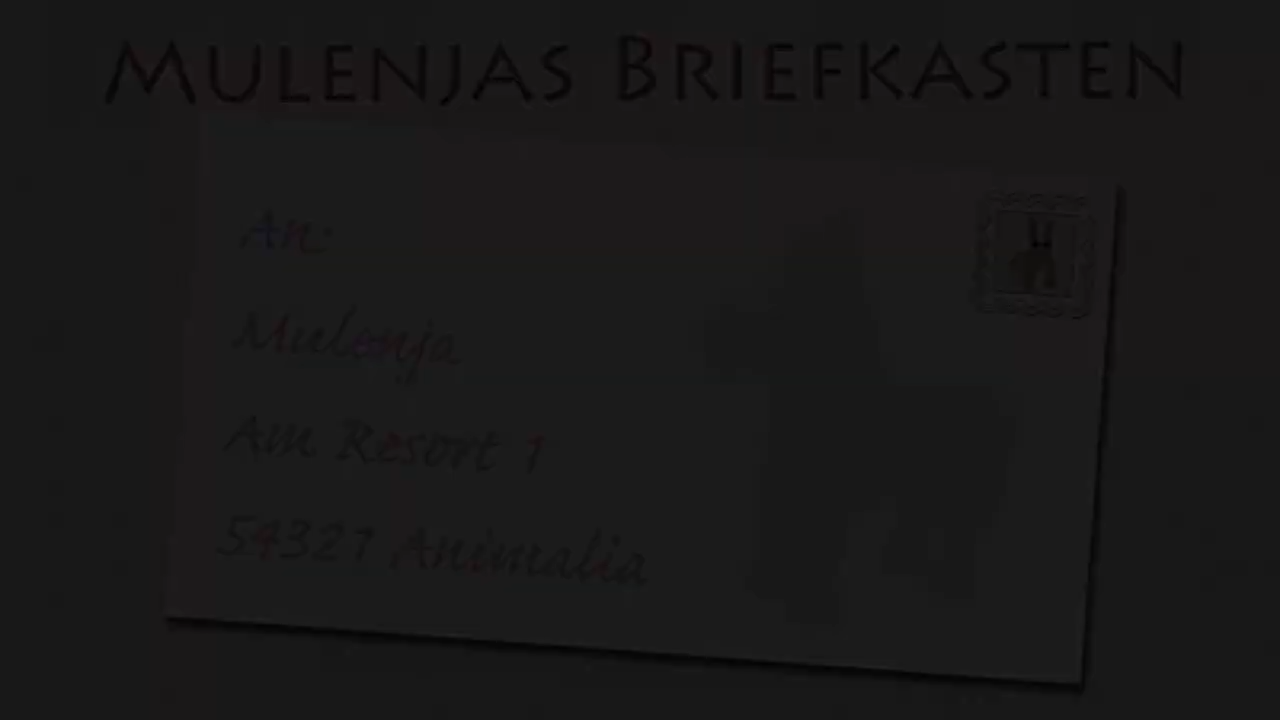 MULENJAS BRIEFKASTEN
An:
Mulenja
Am Resort 1
54321 Animalia